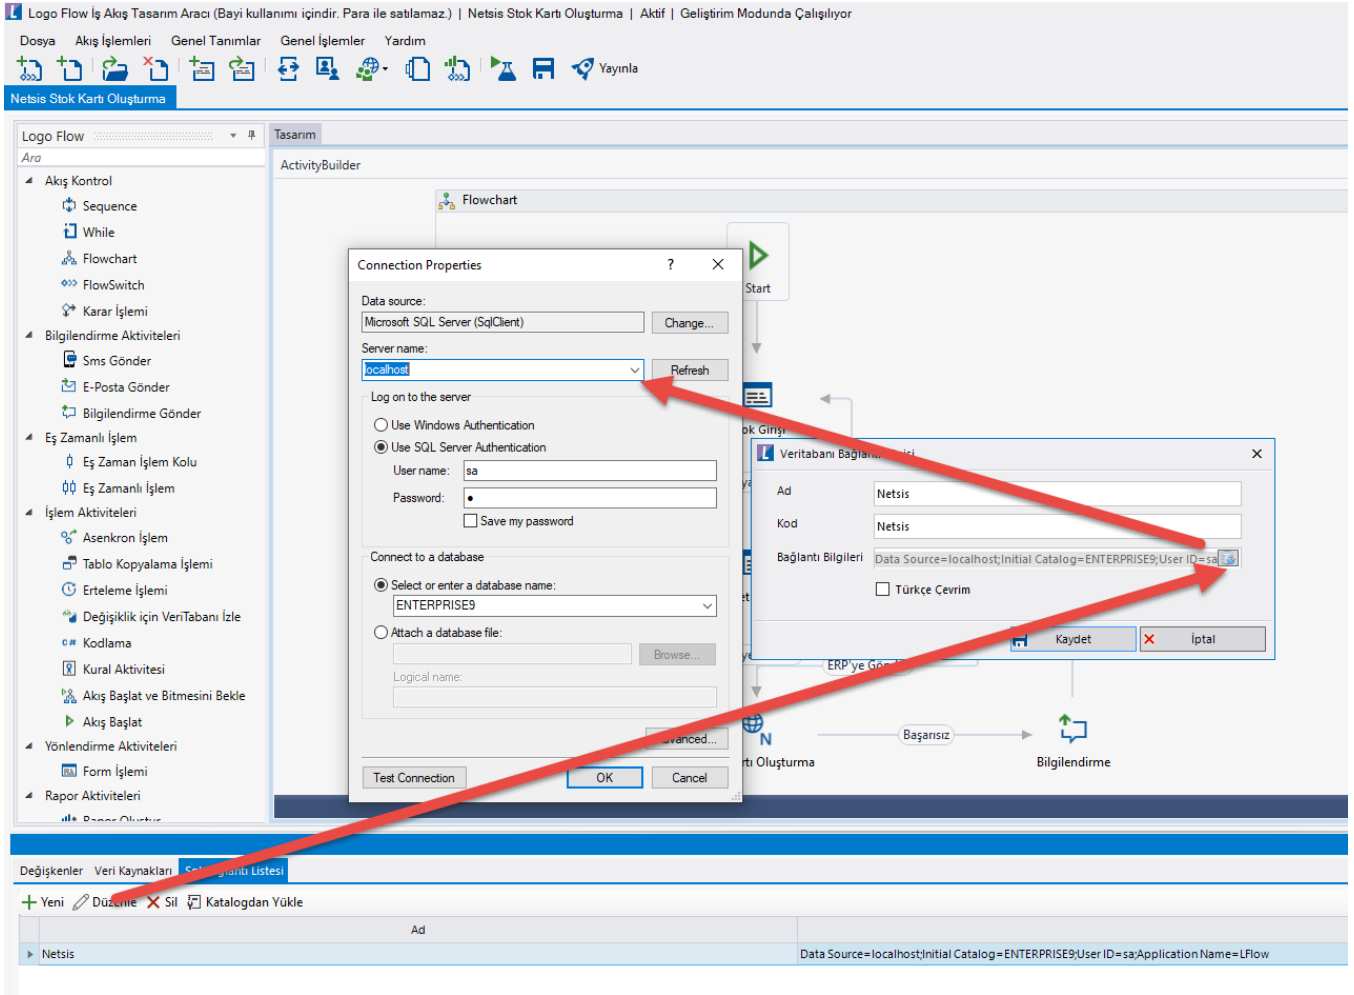 Logo Flow İş Akış Tasarım Aracı (Bayi kullanımı içindir. Para ile satılamaz.) | Netsis Stok Kartı Oluşturma | Aktif | Geliştirim Modunda Çalışılıyor
Dosya Akış İşlemleri Genel Tanımlar Genel İşlemler Yardım
Yayınla
Netsis Stok Kartı Oluşturma
Logo Flow
Ara
Akış Kontrol
Sequence
While
Flowchart
FlowSwitch
Karar İşlemi
Bilgilendirme Aktiviteleri
Sms Gönder
E-Posta Gönder
Bilgilendirme Gönder
Eş Zamanlı İşlem
Eş Zaman İşlem Kolu
Eş Zamanlı İşlem
İşlem Aktiviteleri
Asenkron İşlem
Tablo Kopyalama İşlemi
Erteleme İşlemi
Değişiklik için VeriTabanı İzle
Kodlama
Kural Aktivitesi
Akış Başlat ve Bitmesini Bekle
Akış Başlat
Yönlendirme Aktiviteleri
Form İşlemi
Rapor Aktiviteleri
Tasarım
ActivityBuilder
Flowchart
Start
ok Girişi
ERP'ye
Başarısız
rtı Oluşturma
Bilgilendirme
Connection Properties ?
Data source:
Microsoft SQL Server (SqlClient) Change...
Server name:
localhost Refresh
Log on to the server
Use Windows Authentication
Use SQL Server Authentication
User name: sa
Password: ●
Save my password
Connect to a database
Select or enter a database name:
ENTERPRISE9
Attach a database file:
Browse...
Logical name:
Test Connection OK Cancel
Veritabanı
Ad Netsis
Kod Netsis
Bağlantı Bilgileri Data Source=localhost;Initial Catalog=ENTERPRISE9;User ID=sa
Türkçe Çevrim
Kaydet İptal
Değişkenler Veri Kaynakları Listesi
Yeni Düzenle Sil Katalogdan Yükle
Ad
Netsis Data Source=localhost;Initial Catalog=ENTERPRISE9;User ID=sa;Application Name=LFlow